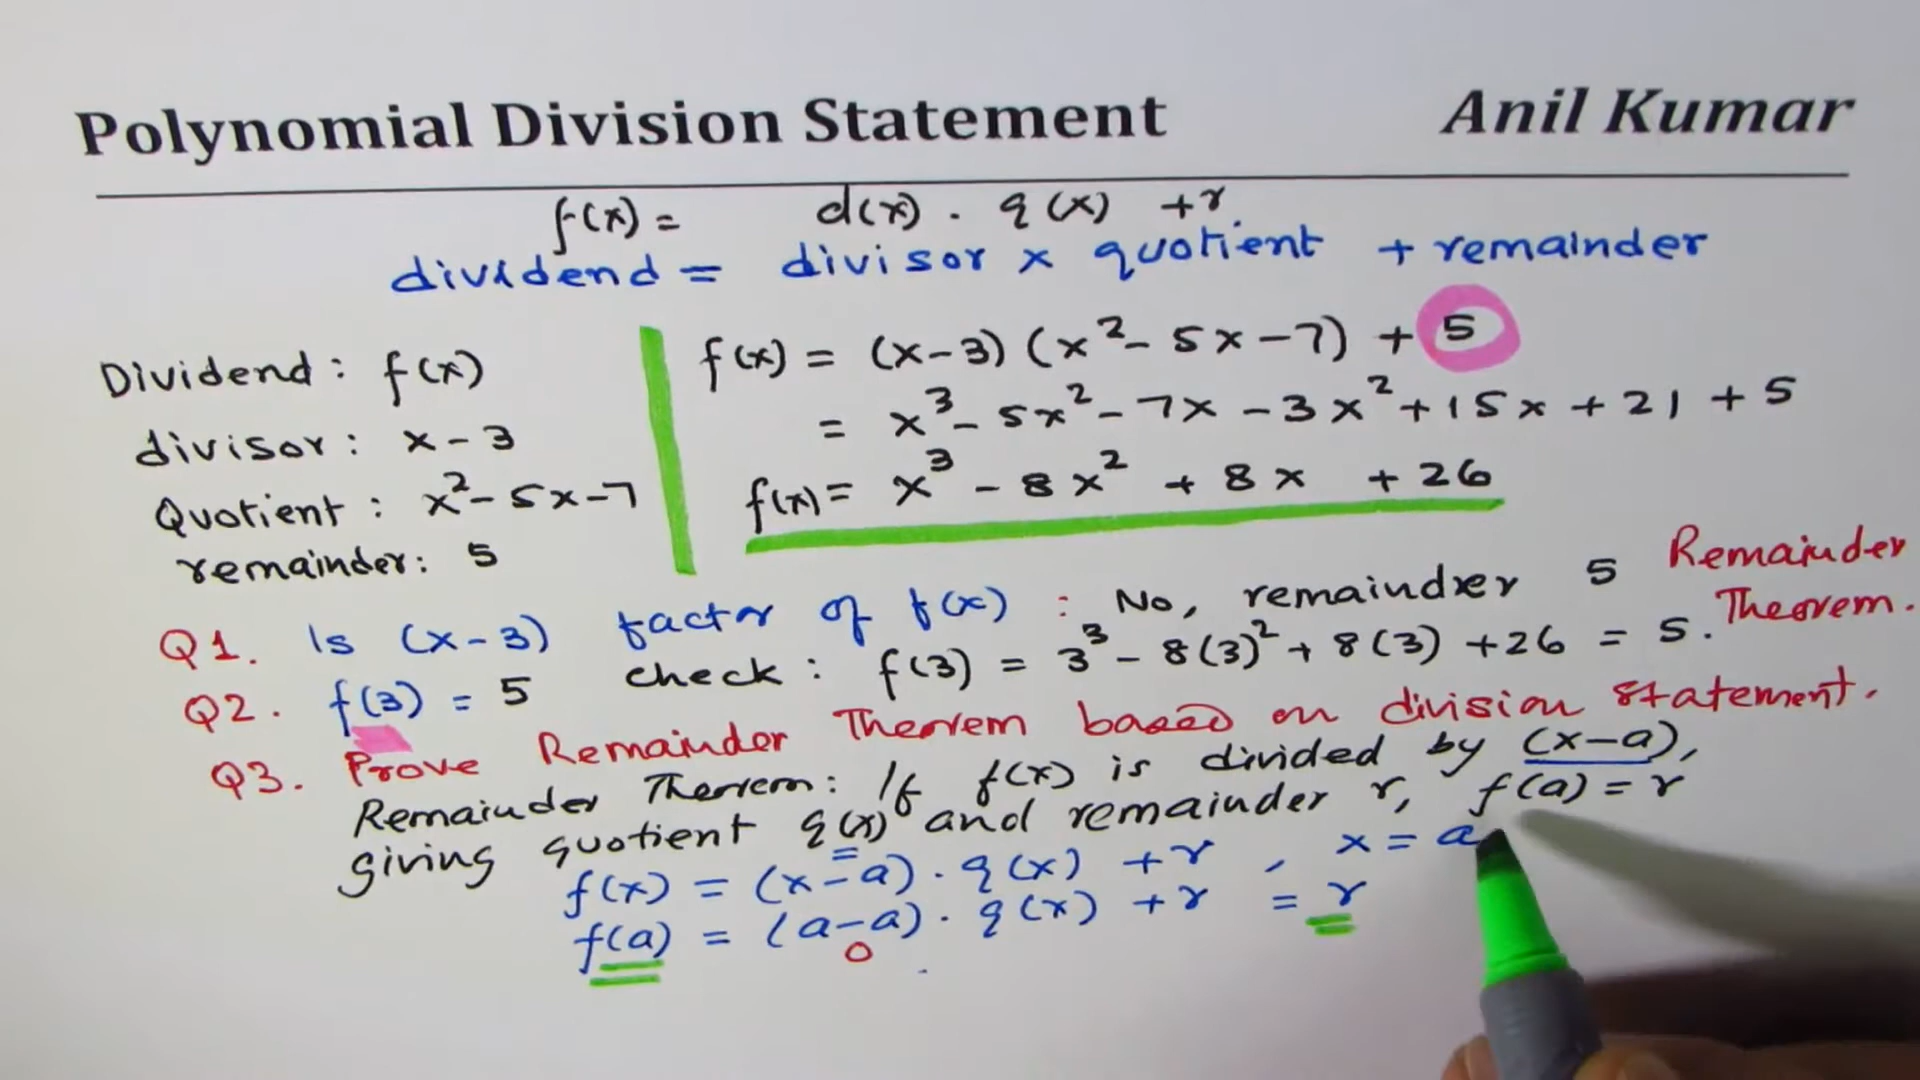 Polynomial Division Statement Anil Kumar
f(x) = d(x) · q(x) + r
dividend = divisor x quotient + remainder
Dividend : f(x)
divisor : x - 3
Quotient : x² - 5x - 7
remainder : 5
f(x) = (x-3) (x² - 5x - 7) + 5
= x³ - 5x² - 7x - 3x² + 15x + 21 + 5
f(x) = x³ - 8x² + 8x + 26
Q1. Is (x-3) factor of f(x) : No, remainder 5
Remainder Theorem.
Q2. f(3) = 5 check : f(3) = 3³ - 8(3)² + 8(3) + 26 = 5.
Q3. Prove Remainder Theorem based on division statement.
Remainder Theorem : If f(x) is divided by (x-a),
giving quotient q(x) and remainder r, f(a) = r
f(x) = (x-a) · q(x) + r , x = a
f(a) = (a-a) · q(x) + r = r
0